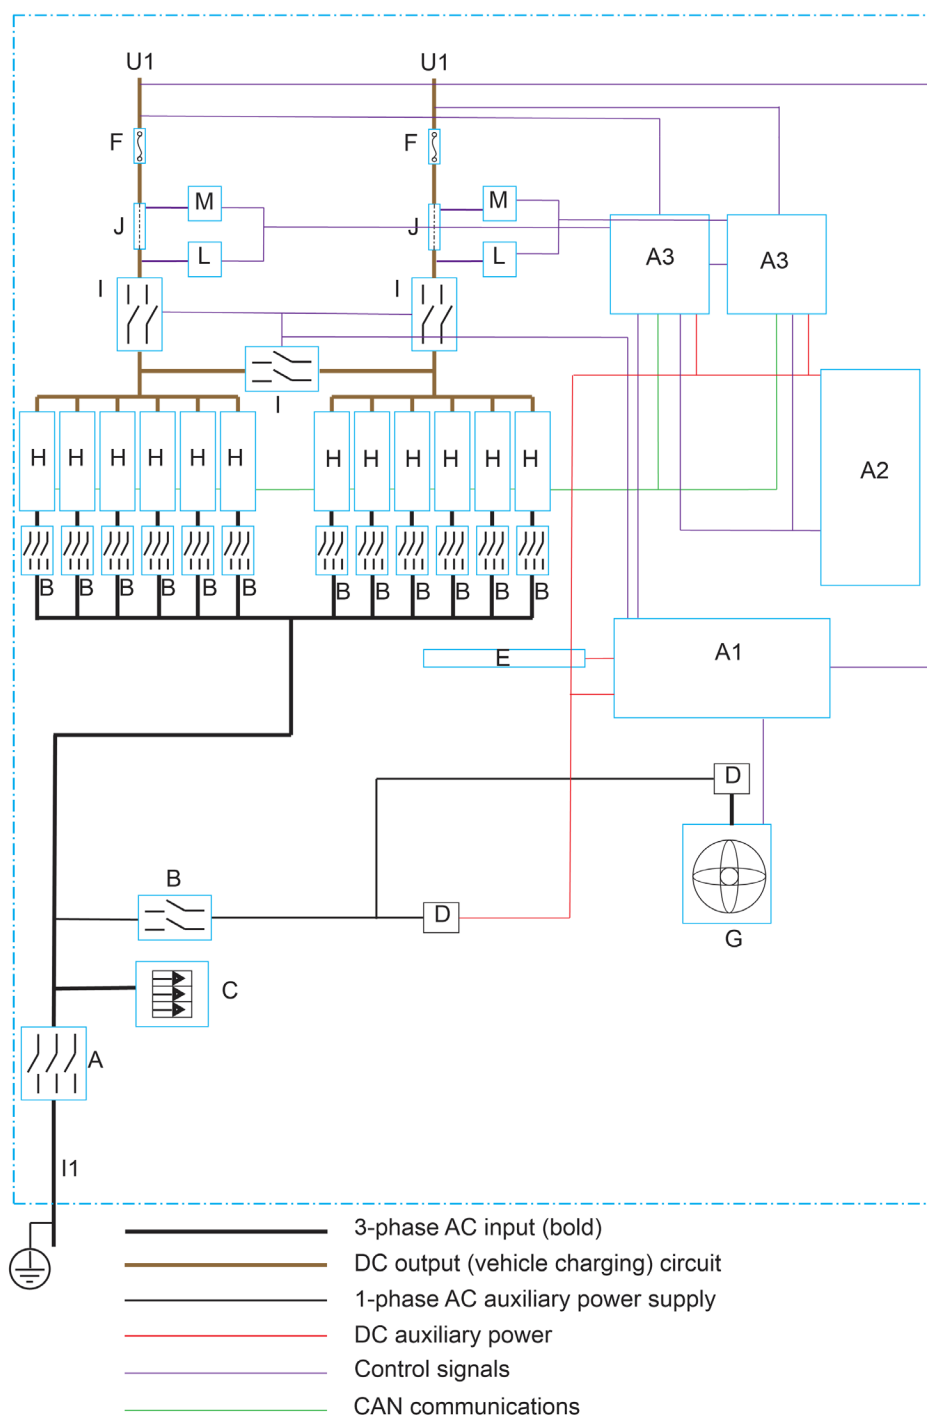 U1 U1
F F
M M
J J
L L
A3 A3
I I
I
H H H H H H H H H H H H
A2
B B B B B B B B B B B B
E
A1
D
B
D
G
C
A
I1
3-phase AC input (bold)
DC output (vehicle charging) circuit
1-phase AC auxiliary power supply
DC auxiliary power
Control signals
CAN communications